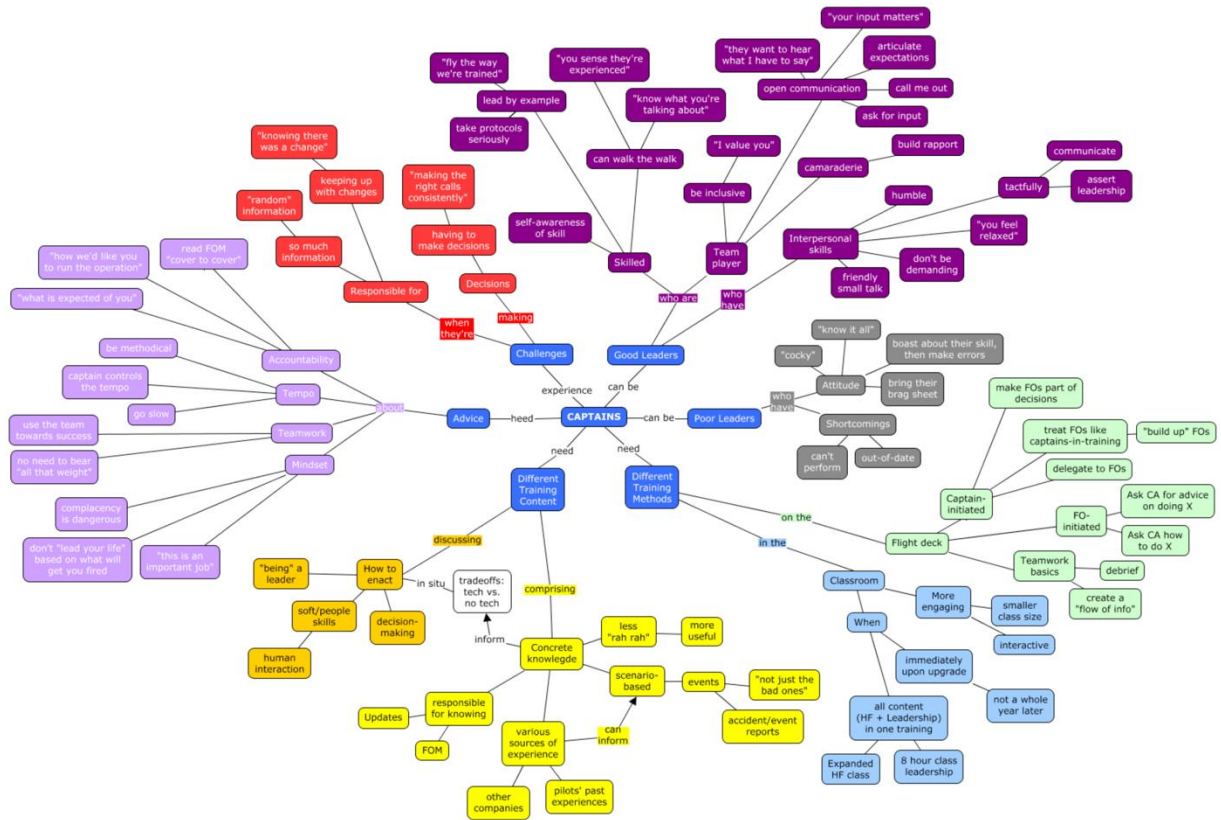 "your input matters"
"they want to hear
what I have to say"
articulate
expectations
open communication
call me out
ask for input
"you sense they're
experienced"
"fly the way
we're trained"
lead by example
"know what you're
talking about"
take protocols
seriously
can walk the walk
"I value you"
build rapport
camaraderie
be inclusive
communicate
tactfully
assert
leadership
humble
self-awareness
of skill
Skilled
Team
player
Interpersonal
skills
"you feel
relaxed"
don't be
demanding
friendly
small talk
who are
who
have
Good Leaders
can be
"knowing there
was a change"
keeping up
with changes
"random"
information
so much
information
Responsible for
when
they're
"making the
right calls
consistently"
having to
make decisions
Decisions
making
Challenges
experience
read FOM
"cover to cover"
"how we'd like you
to run the operation"
"what is expected of you"
Accountability
be methodical
captain controls
the tempo
Tempo
go slow
use the team
towards success
Teamwork
no need to bear
"all that weight"
Mindset
complacency
is dangerous
don't "lead your life"
based on what will
get you fired
"this is an
important job"
about
Advice
heed
CAPTAINS
can be
Poor Leaders
who
have
"know it all"
"cocky"
boast about their skill,
then make errors
Attitude
bring their
brag sheet
Shortcomings
can't
perform
out-of-date
need
Different
Training
Content
need
Different
Training
Methods
on the
in the
make FOs part of
decisions
treat FOs like
captains-in-training
"build up" FOs
delegate to FOs
Captain-
initiated
FO-
initiated
Ask CA for advice
on doing X
Ask CA how
to do X
Flight deck
Teamwork
basics
debrief
create a
"flow of info"
Classroom
More
engaging
smaller
class size
interactive
When
immediately
upon upgrade
not a whole
year later
all content
(HF + Leadership)
in one training
Expanded
HF class
8 hour class
leadership
discussing
How to
enact
"being" a
leader
soft/people
skills
decision-
making
human
interaction
in situ
tradeoffs:
tech vs.
no tech
inform
comprising
Concrete
knowlegde
less
"rah rah"
more
useful
scenario-
based
events
"not just the
bad ones"
accident/event
reports
responsible
for knowing
Updates
FOM
various
sources of
experience
can
inform
other
companies
pilots' past
experiences